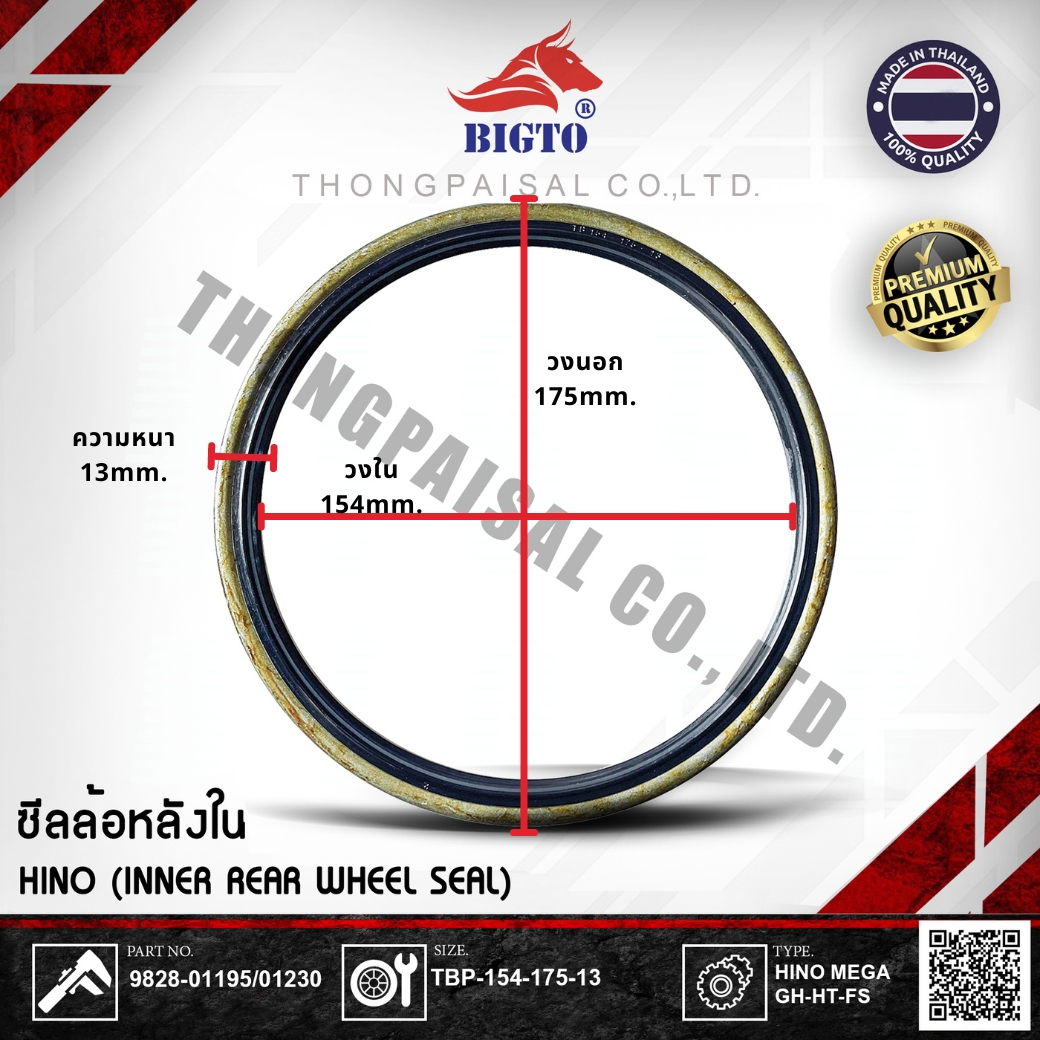 BIGTO ®
MADE IN THAILAND
100% QUALITY
THONGPAISAL CO.,LTD.
PREMIUM QUALITY PREMIUM QUALITY
PREMIUM
QUALITY
วงนอก
175mm.
ความหนา
13mm.
วงใน
154mm.
THONGPAISAL CO., LTD.
ซีลล้อหลังใน
HINO (INNER REAR WHEEL SEAL)
PART NO.
9828-01195/01230
SIZE.
TBP-154-175-13
TYPE.
HINO MEGA
GH-HT-FS